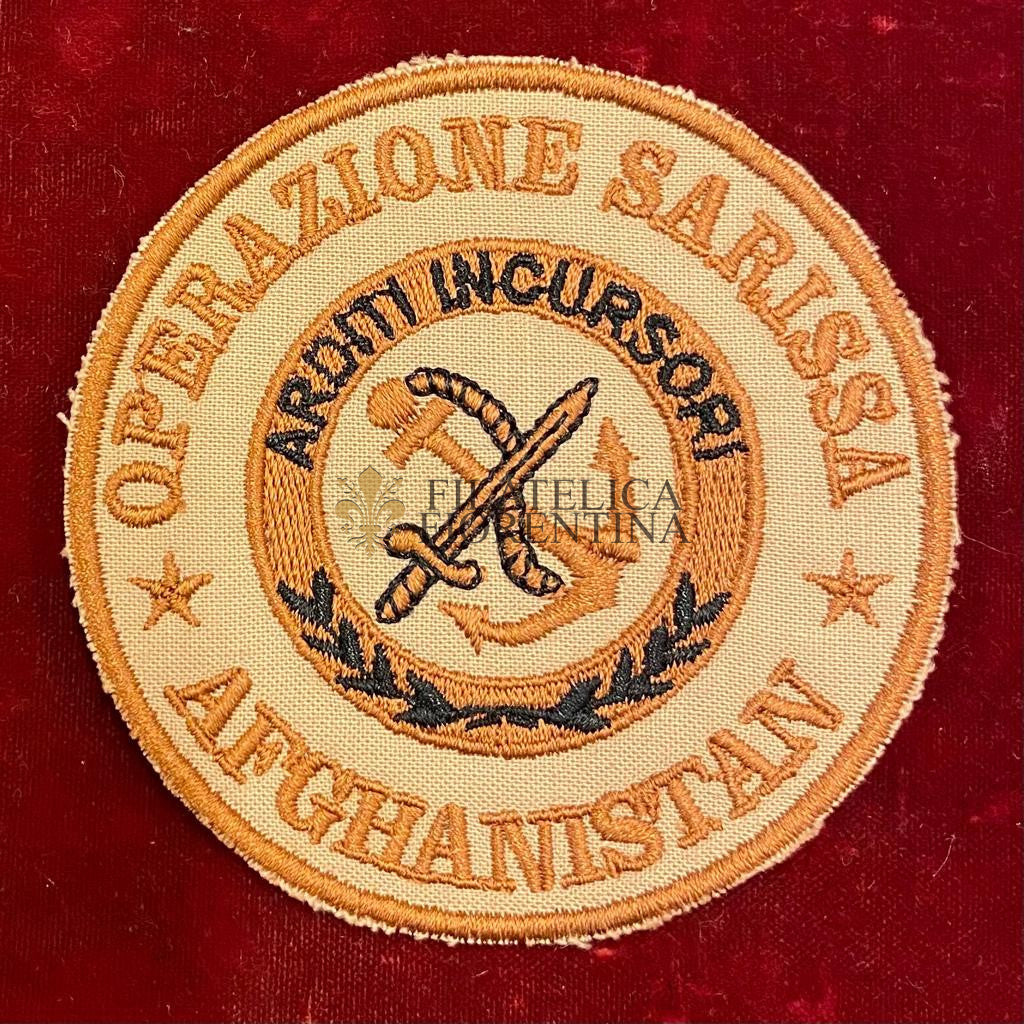 OPERAZIONE SARISSA
ARDITI INCURSORI
FILATELICA
FIORENTINA
AFGHANISTAN